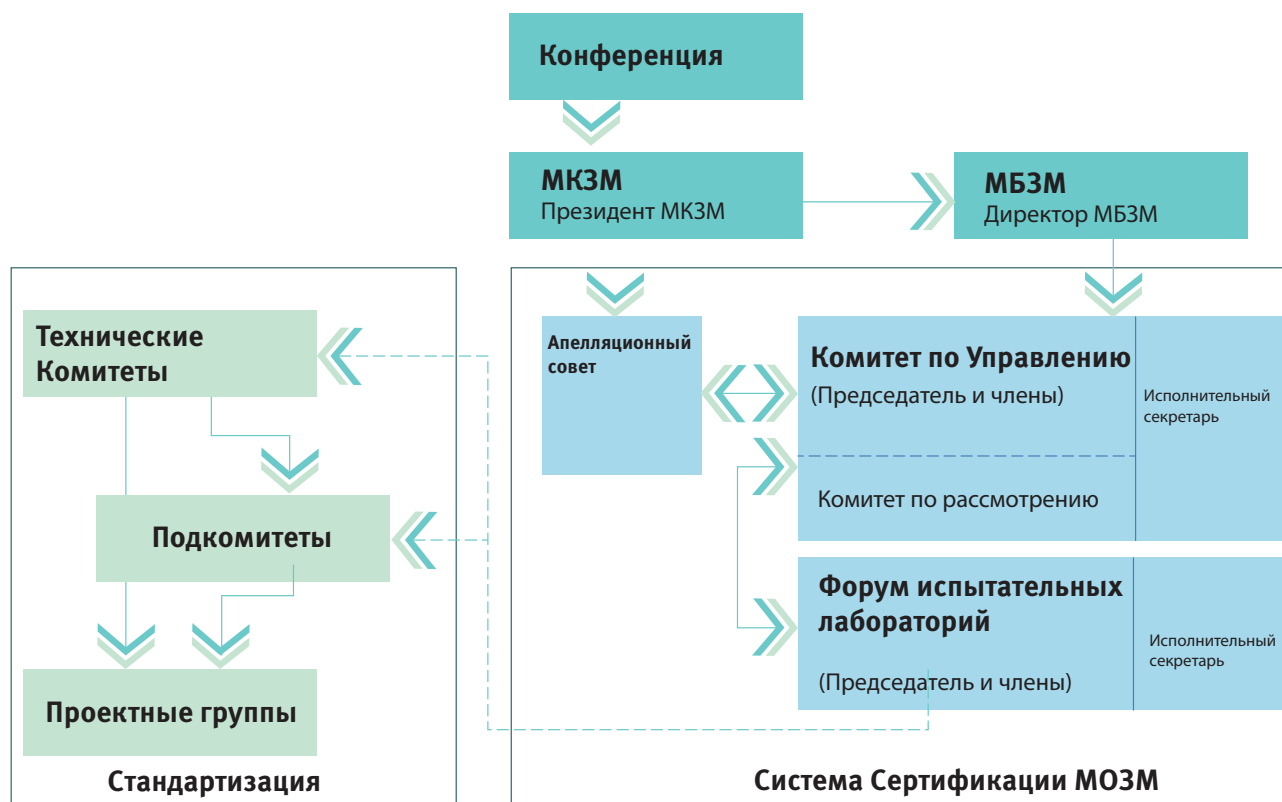 Конференция
МКЗМ
Президент МКЗМ
МБЗМ
Директор МБЗМ
Технические
Комитеты
Подкомитеты
Проектные группы
Стандартизация
Апелляционный
совет
Комитет по Управлению
(Председатель и члены)
Комитет по рассмотрению
Исполнительный
секретарь
Форум испытательных
лабораторий
(Председатель и члены)
Исполнительный
секретарь
Система Сертификации МОЗМ